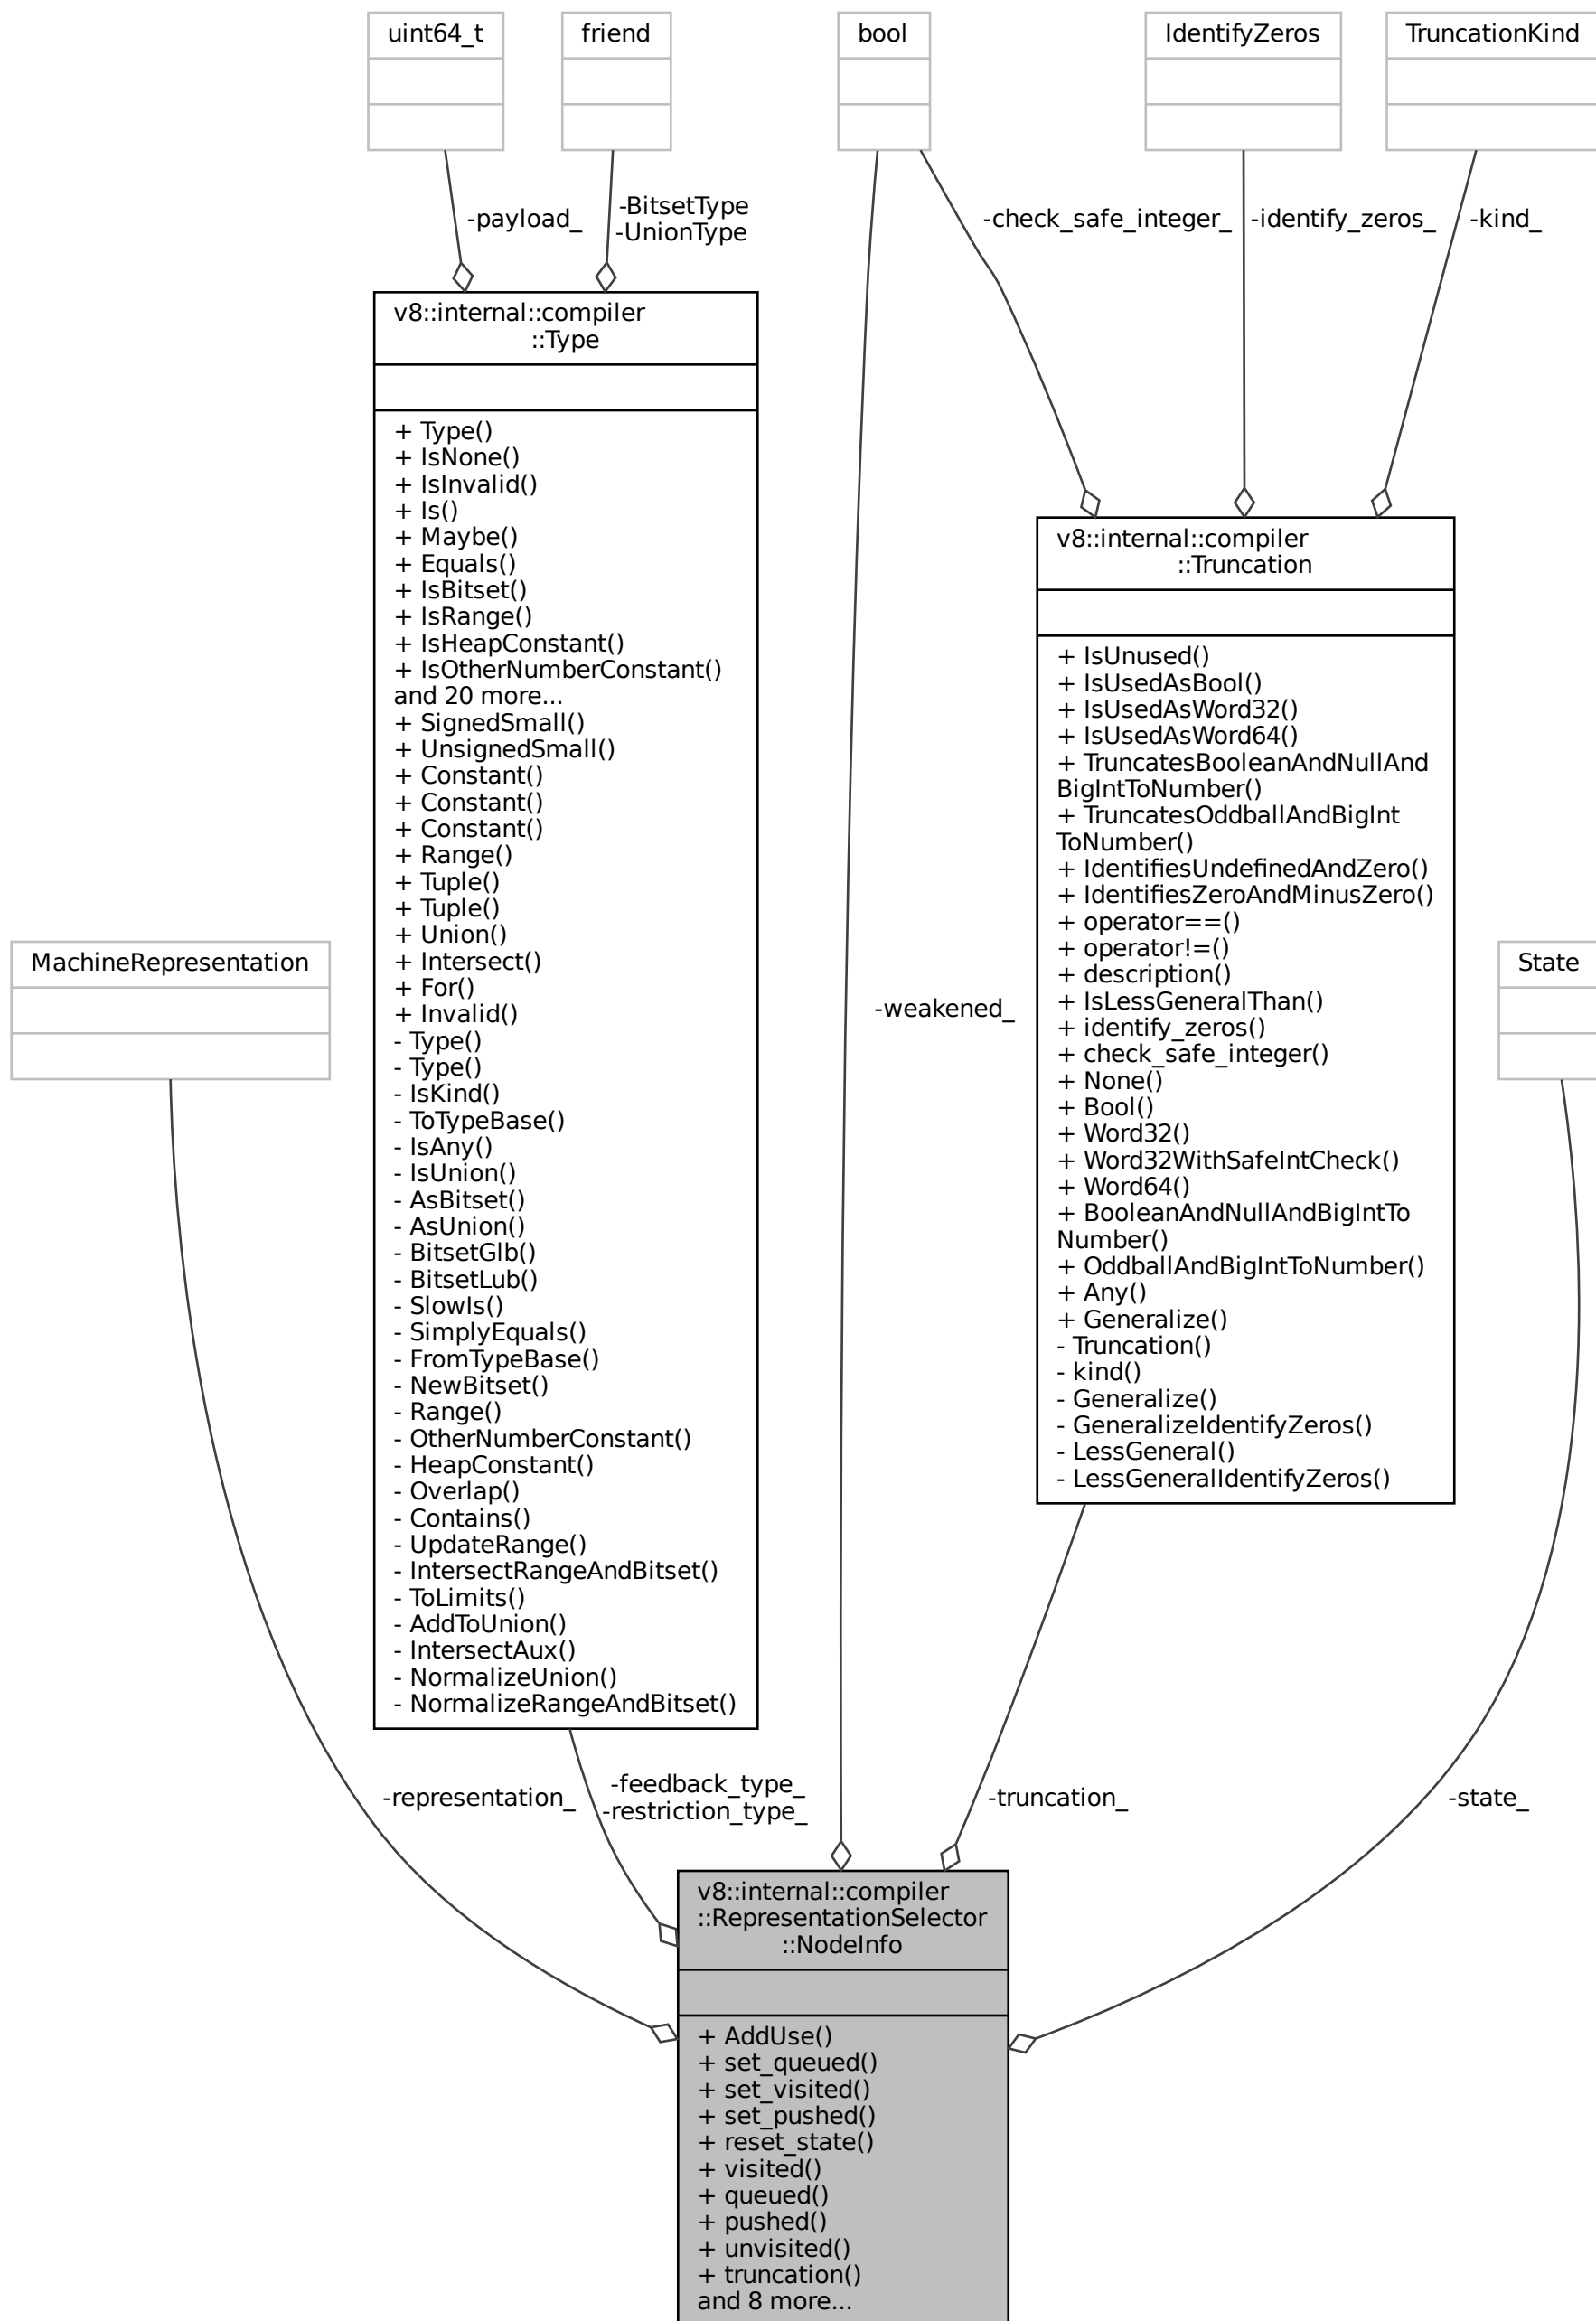 uint64_t
friend
bool
IdentifyZeros
TruncationKind
-payload_
-BitsetType
-UnionType
-check_safe_integer_
-identify_zeros_
-kind_
v8::internal::compiler
::Type
+ Type()
+ IsNone()
+ IsInvalid()
+ Is()
+ Maybe()
+ Equals()
+ IsBitset()
+ IsRange()
+ IsHeapConstant()
+ IsOtherNumberConstant()
and 20 more...
+ SignedSmall()
+ UnsignedSmall()
+ Constant()
+ Constant()
+ Constant()
+ Range()
+ Tuple()
+ Tuple()
+ Union()
+ Intersect()
+ For()
+ Invalid()
- Type()
- Type()
- IsKind()
- ToTypeBase()
- IsAny()
- IsUnion()
- AsBitset()
- AsUnion()
- BitsetGlb()
- BitsetLub()
- SlowIs()
- SimplyEquals()
- FromTypeBase()
- NewBitset()
- Range()
- OtherNumberConstant()
- HeapConstant()
- Overlap()
- Contains()
- UpdateRange()
- IntersectRangeAndBitset()
- ToLimits()
- AddToUnion()
- IntersectAux()
- NormalizeUnion()
- NormalizeRangeAndBitset()
v8::internal::compiler
::Truncation
+ IsUnused()
+ IsUsedAsBool()
+ IsUsedAsWord32()
+ IsUsedAsWord64()
+ TruncatesBooleanAndNullAnd
BigIntToNumber()
+ TruncatesOddballAndBigInt
ToNumber()
+ IdentifiesUndefinedAndZero()
+ IdentifiesZeroAndMinusZero()
+ operator==()
+ operator!=()
+ description()
+ IsLessGeneralThan()
+ identify_zeros()
+ check_safe_integer()
+ None()
+ Bool()
+ Word32()
+ Word32WithSafeIntCheck()
+ Word64()
+ BooleanAndNullAndBigIntTo
Number()
+ OddballAndBigIntToNumber()
+ Any()
+ Generalize()
- Truncation()
- kind()
- Generalize()
- GeneralizeIdentifyZeros()
- LessGeneral()
- LessGeneralIdentifyZeros()
MachineRepresentation
State
-weakened_
-representation_
-feedback_type_
-restriction_type_
-truncation_
-state_
v8::internal::compiler
::RepresentationSelector
::NodeInfo
+ AddUse()
+ set_queued()
+ set_visited()
+ set_pushed()
+ reset_state()
+ visited()
+ queued()
+ pushed()
+ unvisited()
+ truncation()
and 8 more...